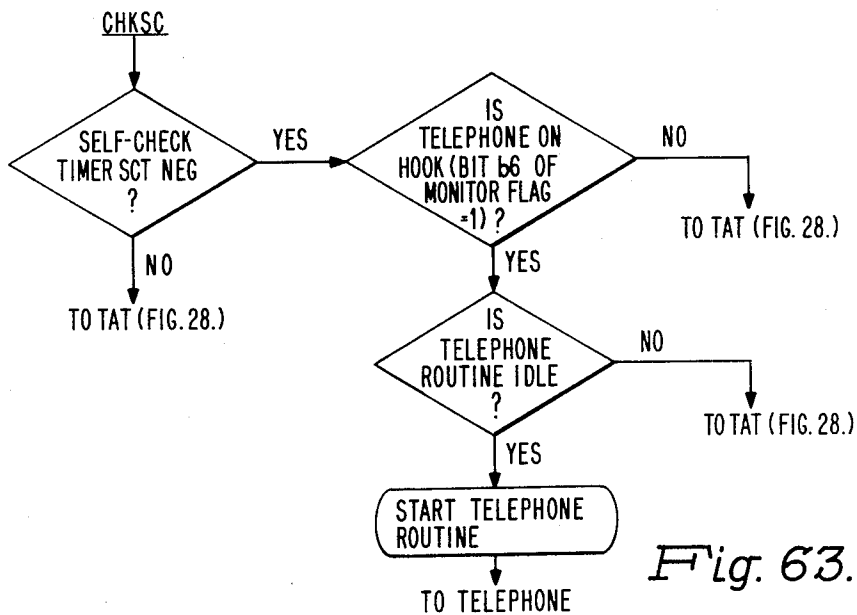 CHKSC
SELF-CHECK
TIMER SCT NEG
?
YES
NO
TO TAT (FIG. 28.)
IS
TELEPHONE ON
HOOK (BIT b6 OF
MONITOR FLAG
=1) ?
NO
TO TAT (FIG. 28.)
YES
IS
TELEPHONE
ROUTINE IDLE
?
NO
TO TAT (FIG. 28.)
YES
START TELEPHONE
ROUTINE
TO TELEPHONE
Fig. 63.